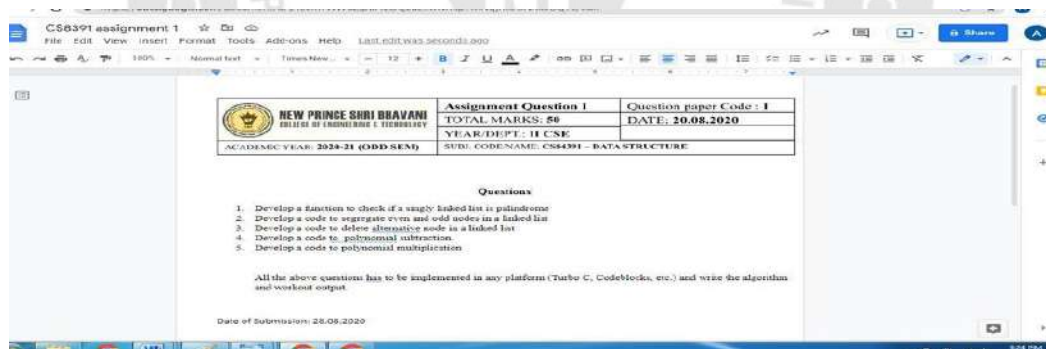 CS8391 assignment 1
File Edit View Insert Format Tools Add-ons Help Last edit was seconds ago
Share
A
100% Normal text Times New... 12 B I U A
NEW PRINCE SHRI BHAVANI
COLLEGE OF ENGINEERING & TECHNOLOGY
Assignment Question 1
Question paper Code : 1
TOTAL MARKS: 50
DATE: 20.08.2020
YEAR/DEPT.: II CSE
ACADEMIC YEAR: 2020-21 (ODD SEM)
SUBJ. CODE/NAME: CS8391 – DATA STRUCTURE
Questions
1. Develop a function to check if a singly linked list is palindrome
2. Develop a code to segregate even and odd nodes in a linked list
3. Develop a code to delete alternative node in a linked list
4. Develop a code to polynomial subtraction.
5. Develop a code to polynomial multiplication
All the above questions has to be implemented in any platform (Turbo C, Codeblocks, etc.) and write the algorithm
and workout output.
Date of Submission: 28.08.2020